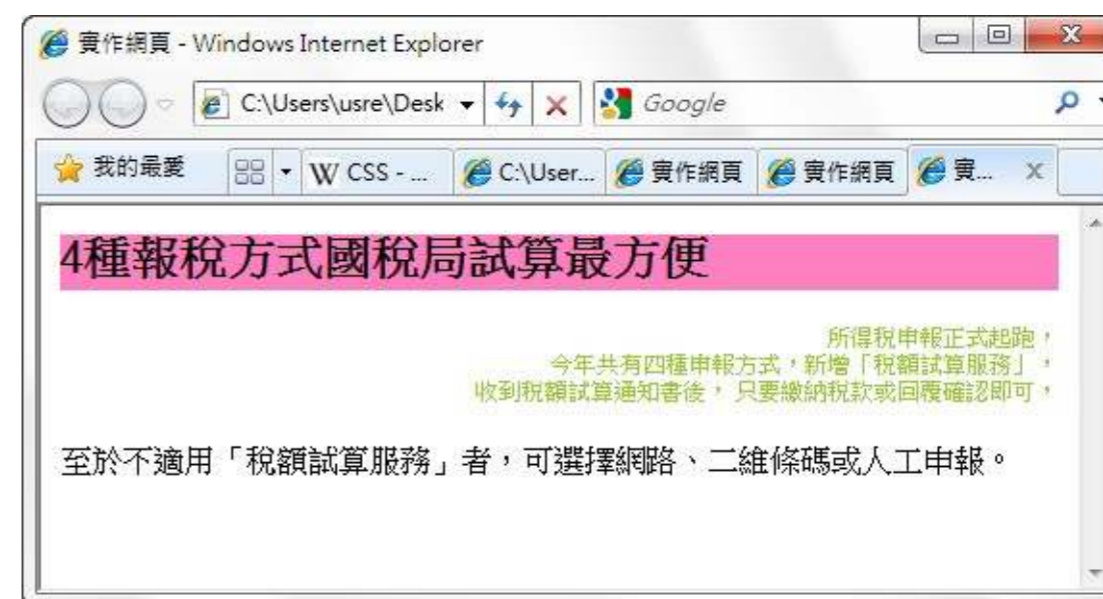 實作網頁 - Windows Internet Explorer
C:\Users\usre\Desk
Google
我的最愛
CSS - ...
C:\User...
實作網頁
實作網頁
實...
4種報稅方式國稅局試算最方便
所得稅申報正式起跑，
今年共有四種申報方式，新增「稅額試算服務」，
收到稅額試算通知書後， 只要繳納稅款或回覆確認即可，
至於不適用「稅額試算服務」者，可選擇網路、二維條碼或人工申報。